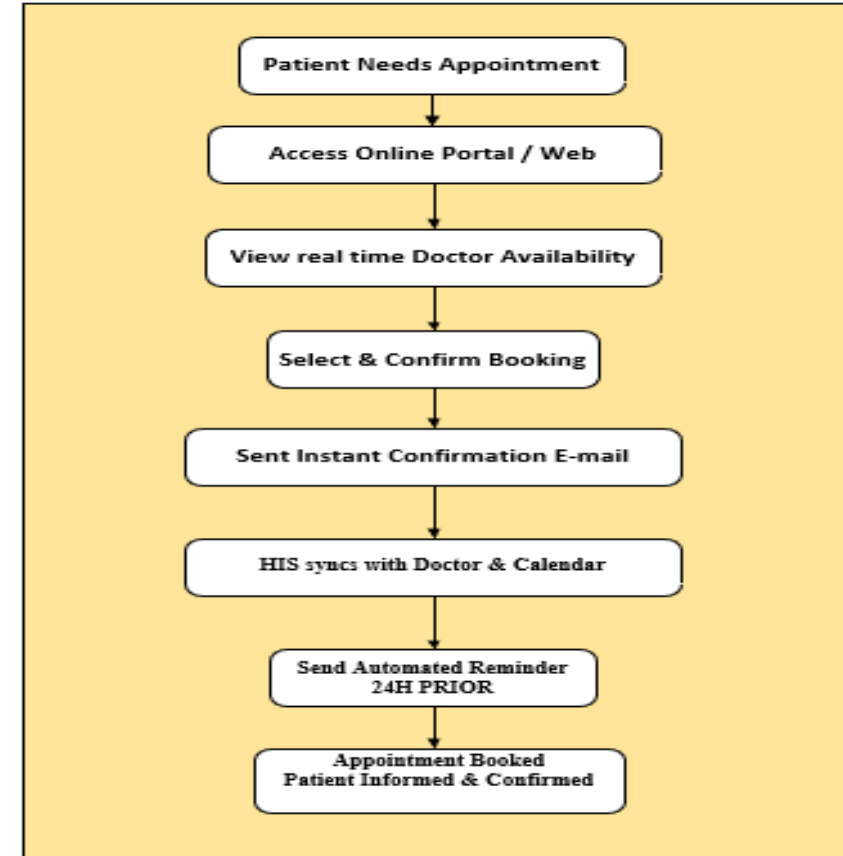 Patient Needs Appointment
Access Online Portal / Web
View real time Doctor Availability
Select & Confirm Booking
Sent Instant Confirmation E-mail
HIS syncs with Doctor & Calendar
Send Automated Reminder
24H PRIOR
Appointment Booked
Patient Informed & Confirmed